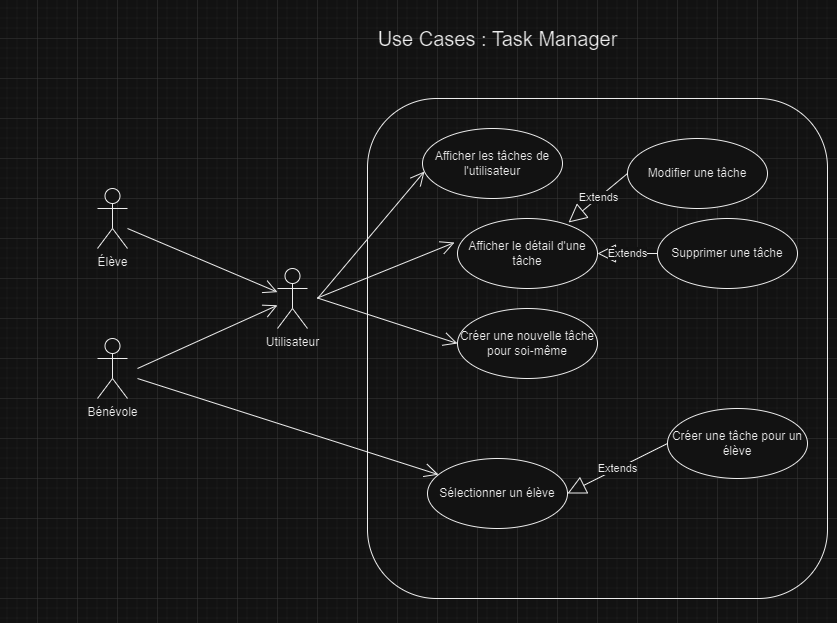 Use Cases : Task Manager
Afficher les tâches de
l'utilisateur
Modifier une tâche
Extends
Élève
Afficher le détail d'une
tâche
Extends
Supprimer une tâche
Utilisateur
Créer une nouvelle tâche
pour soi-même
Bénévole
Créer une tâche pour un
élève
Extends
Sélectionner un élève